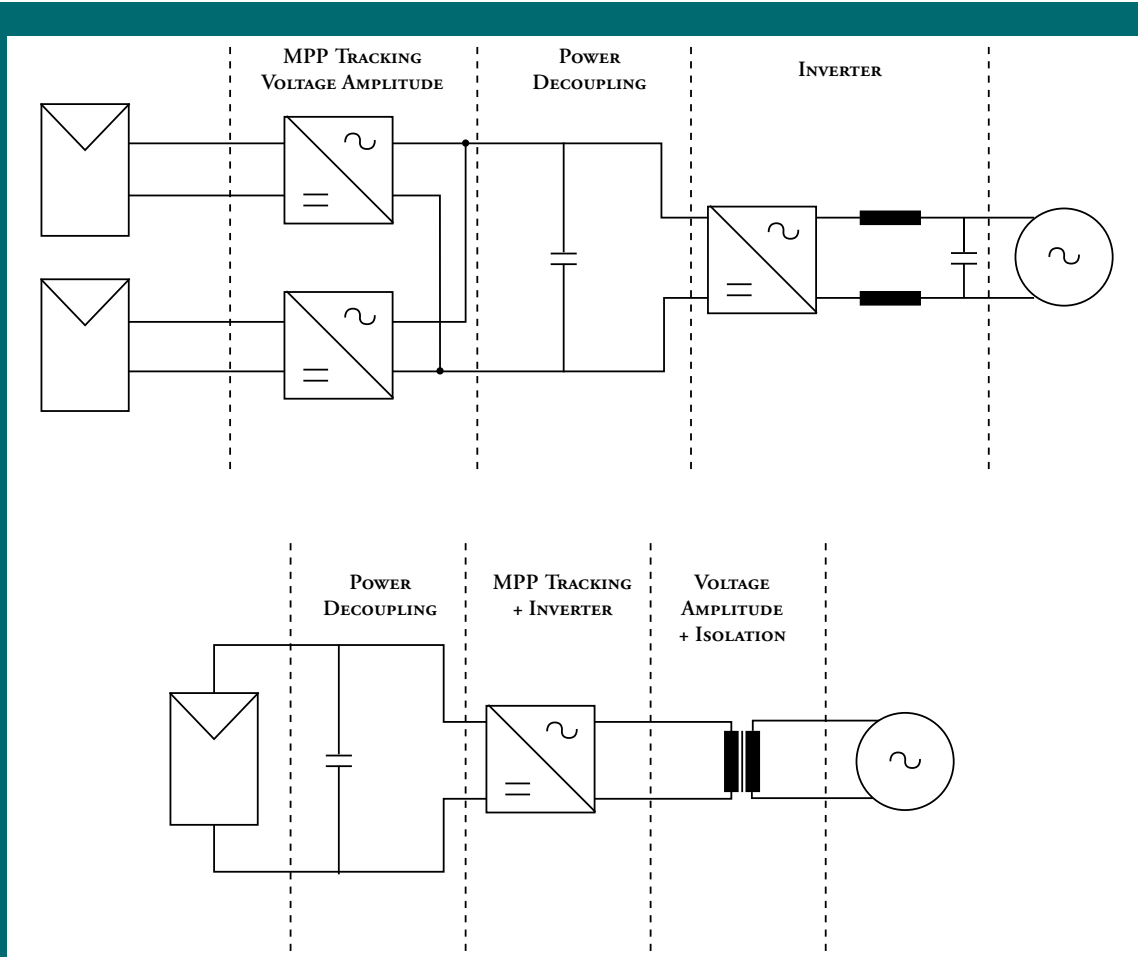 MPP Tracking
Voltage Amplitude
Power
Decoupling
Inverter
Power
Decoupling
MPP Tracking
+ Inverter
Voltage
Amplitude
+ Isolation